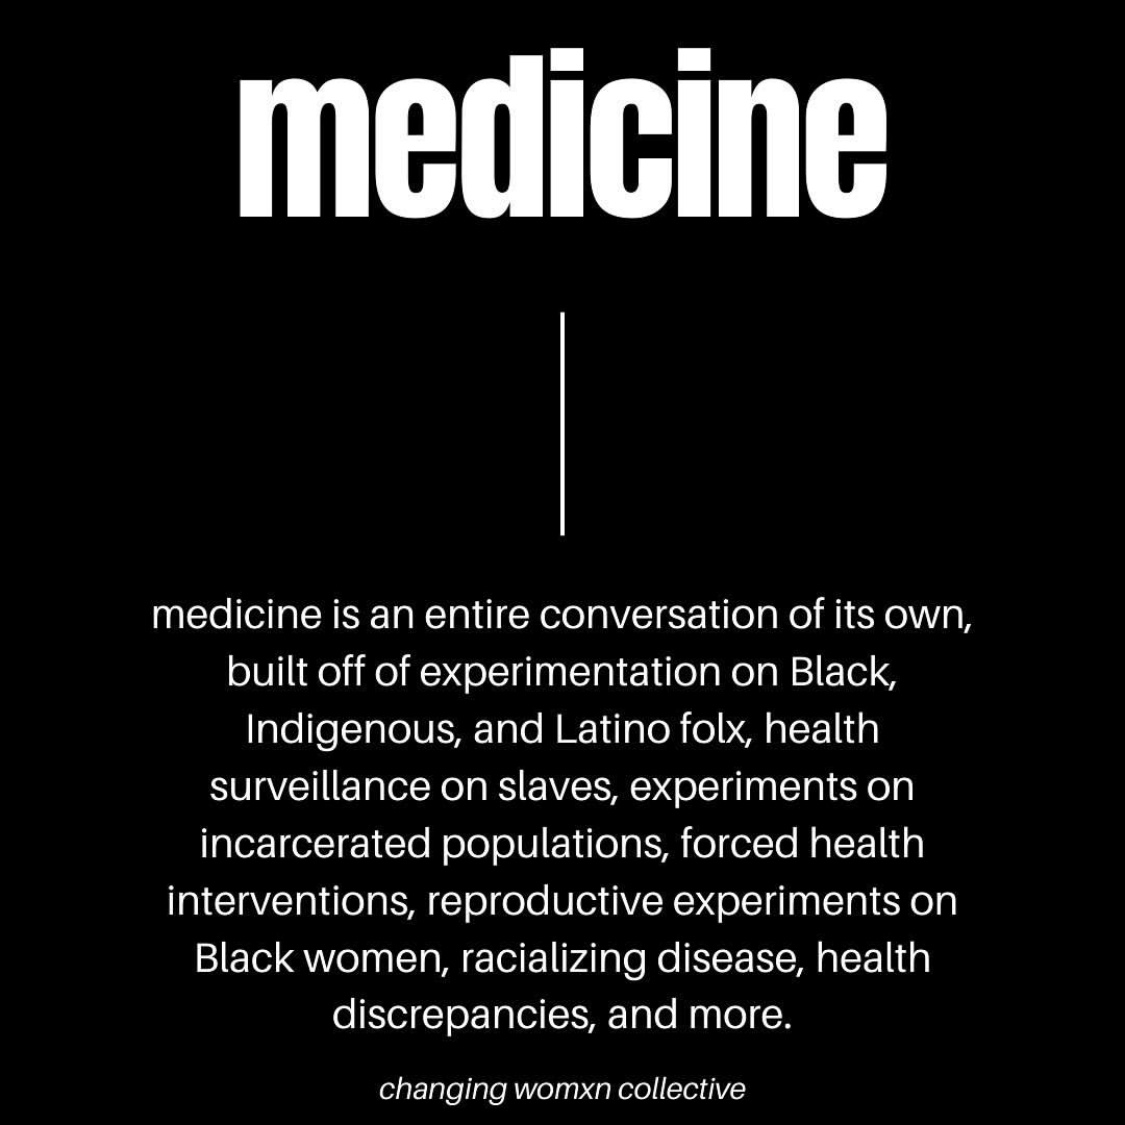 medicine
medicine is an entire conversation of its own,
built off of experimentation on Black,
Indigenous, and Latino folx, health
surveillance on slaves, experiments on
incarcerated populations, forced health
interventions, reproductive experiments on
Black women, racializing disease, health
discrepancies, and more.
changing womxn collective